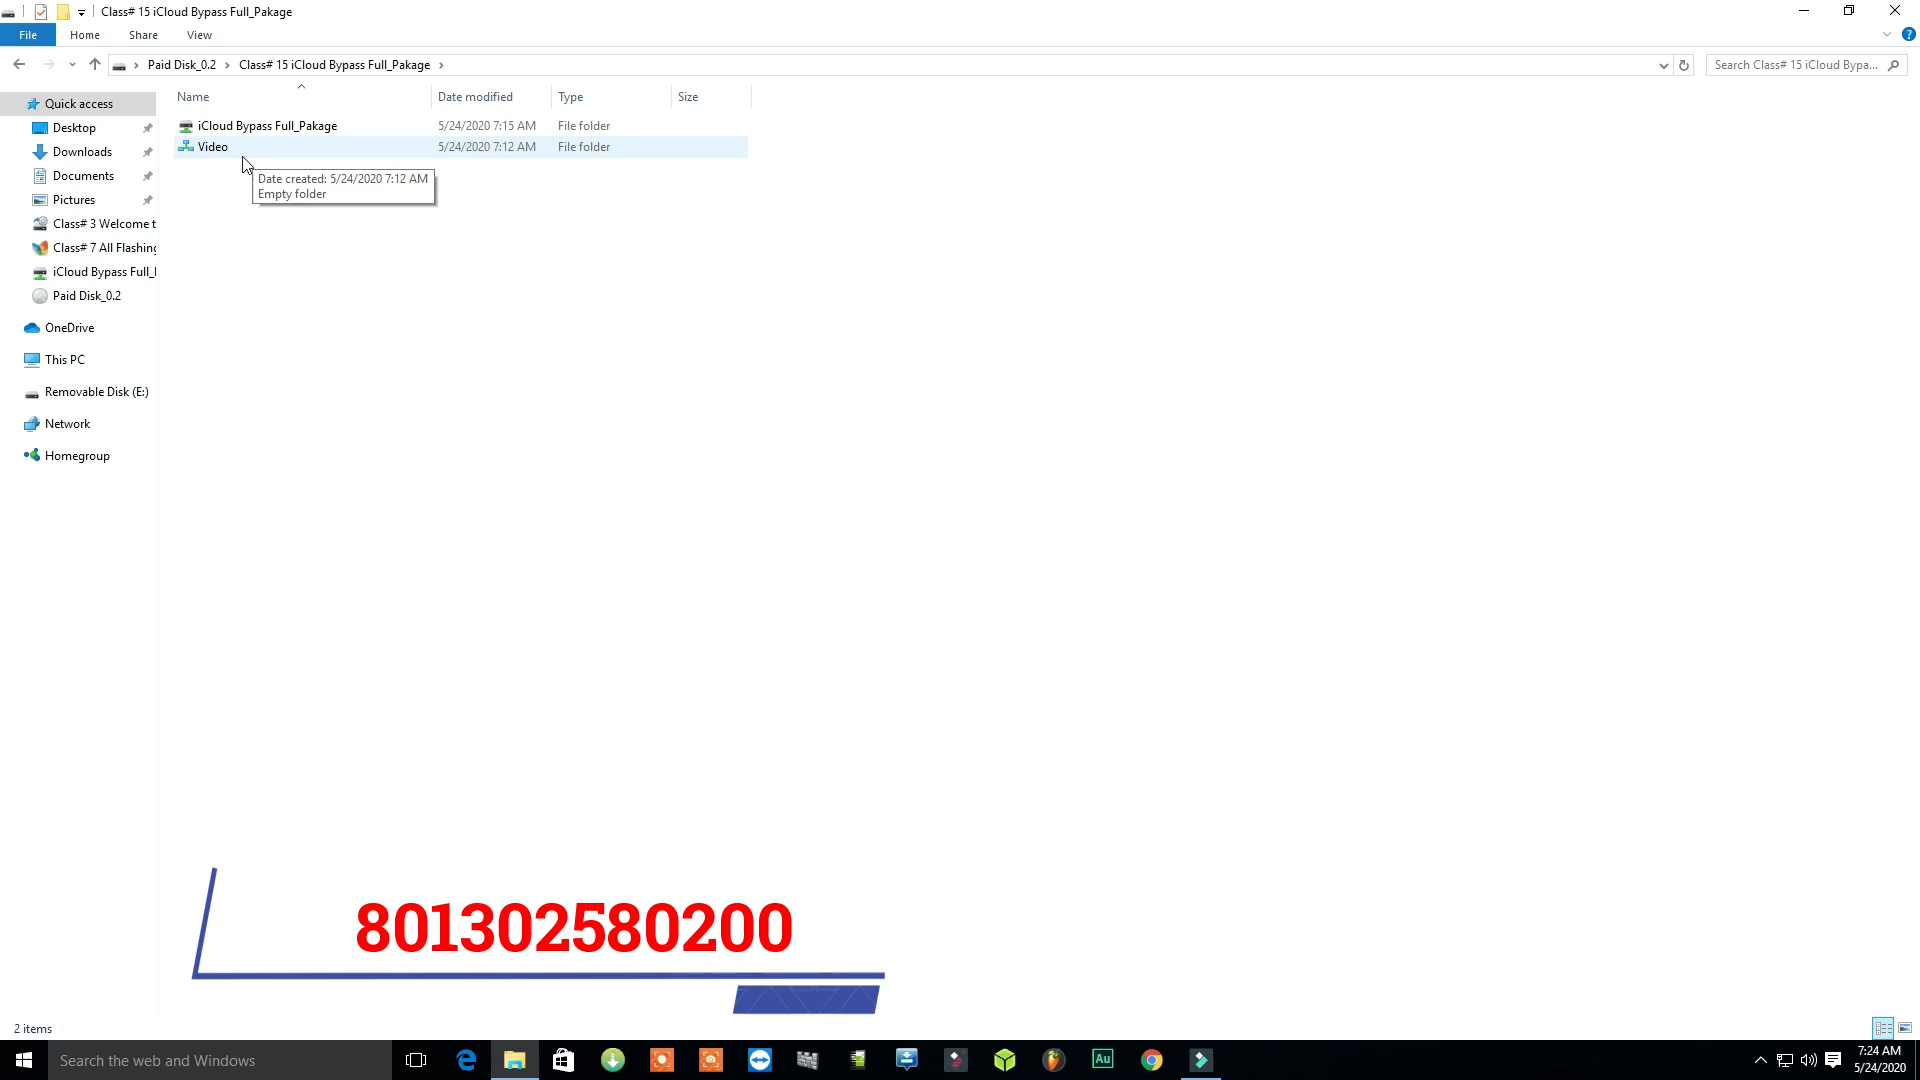 Class# 15 iCloud Bypass Full_Pakage
File Home Share View
Paid Disk_0.2 Class# 15 iCloud Bypass Full_Pakage Search Class# 15 iCloud Bypa...
Name Date modified Type Size
iCloud Bypass Full_Pakage 5/24/2020 7:15 AM File folder
Video 5/24/2020 7:12 AM File folder
Date created: 5/24/2020 7:12 AM
Empty folder
Quick access
Desktop
Downloads
Documents
Pictures
Class# 3 Welcome t
Class# 7 All Flashing
iCloud Bypass Full_
Paid Disk_0.2
OneDrive
This PC
Removable Disk (E:)
Network
Homegroup
801302580200
2 items
Search the web and Windows
Au
7:24 AM
5/24/2020